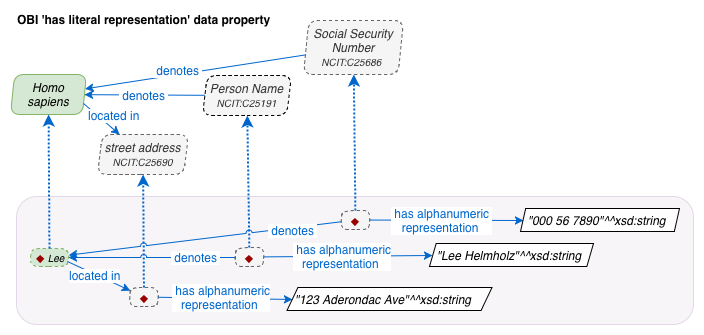 OBI 'has literal representation' data property
Social Security
Number
NCIT:C25686
denotes
Homo
sapiens
denotes
Person Name
NCIT:C25191
located in
street address
NCIT:C25690
has alphanumeric
representation
"000 56 7890"^^xsd:string
denotes
Lee
denotes
has alphanumeric
representation
"Lee Helmholz"^^xsd:string
located in
has alphanumeric
representation
"123 Aderondac Ave"^^xsd:string